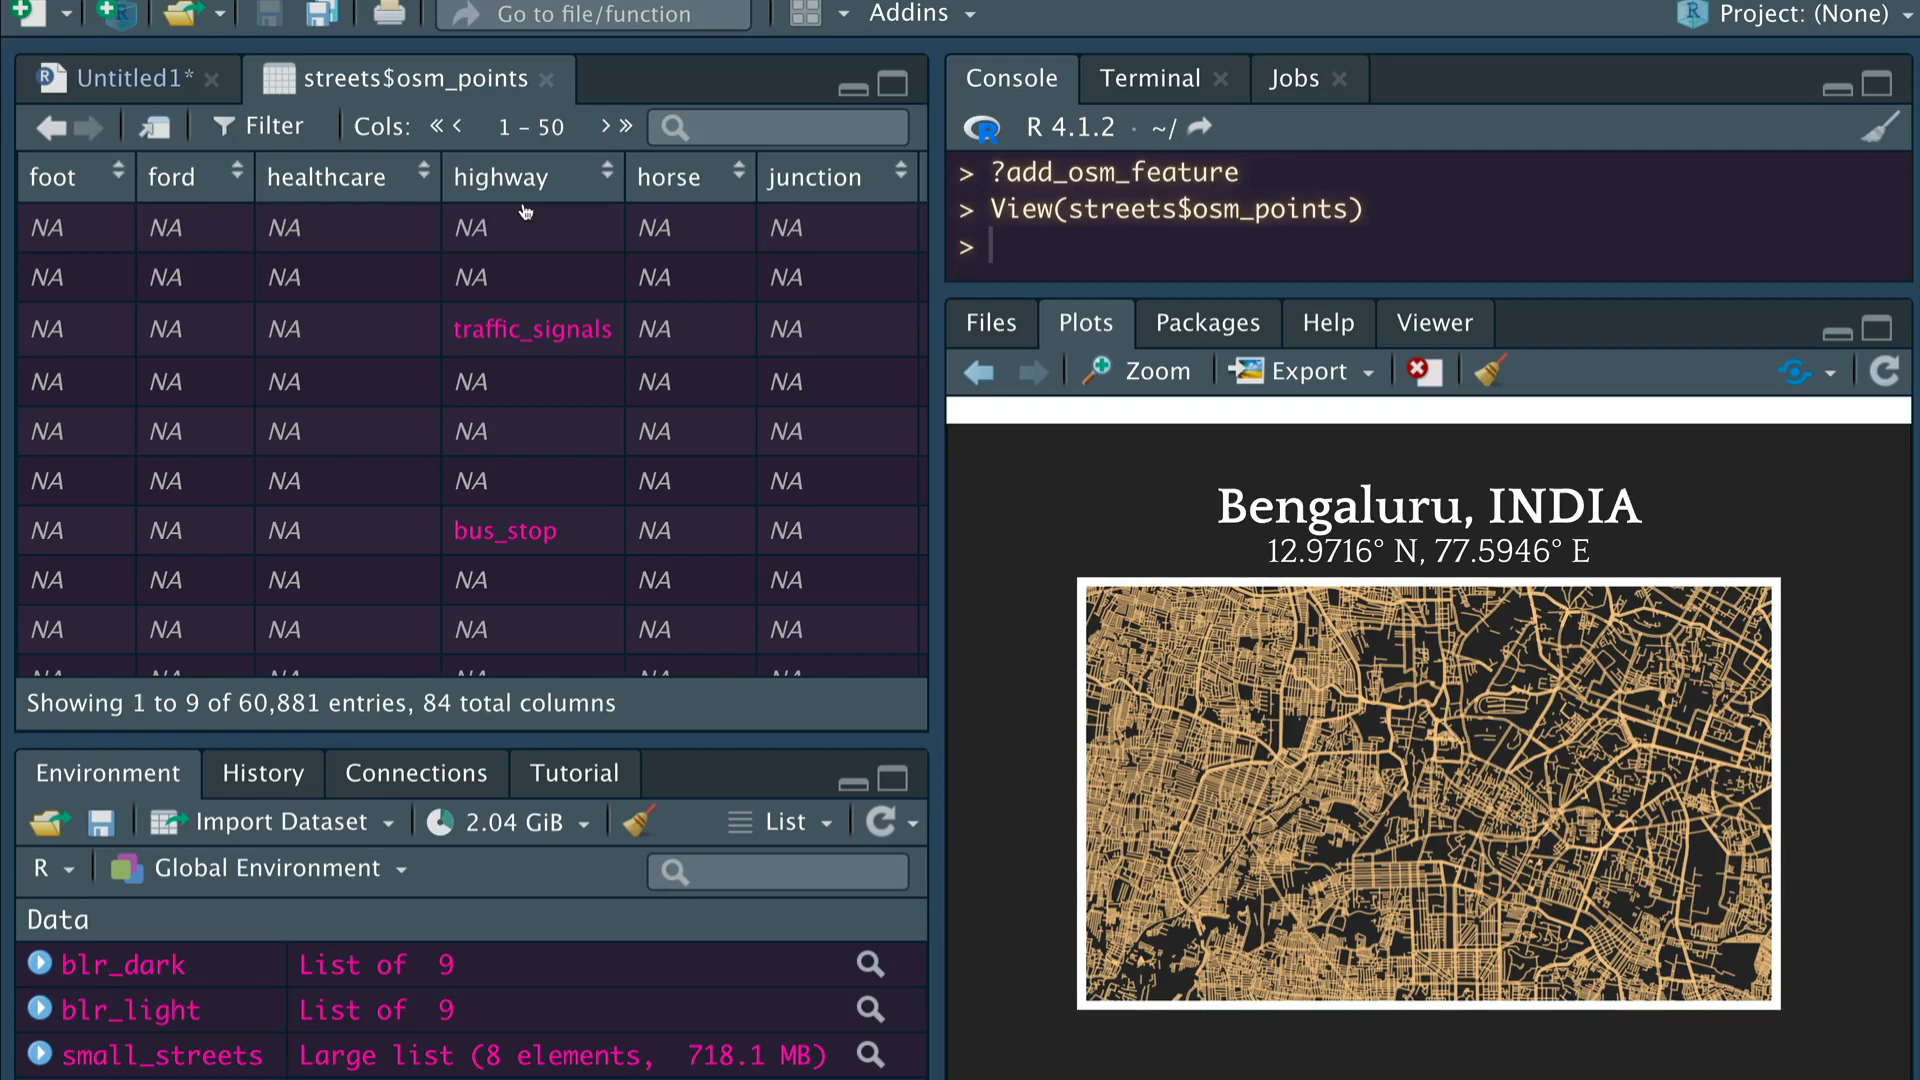 Go to file/function
Addins
Project: (None)
Untitled1*
streets$osm_points
Filter
Cols:
1 - 50
foot ford healthcare highway horse junction
NA NA NA NA NA NA
NA NA NA NA NA NA
NA NA NA traffic_signals NA NA
NA NA NA NA NA NA
NA NA NA NA NA NA
NA NA NA NA NA NA
NA NA NA bus_stop NA NA
NA NA NA NA NA NA
NA NA NA NA NA NA
Showing 1 to 9 of 60,881 entries, 84 total columns
Environment History Connections Tutorial
Import Dataset 2.04 GiB List
R Global Environment
Data
blr_dark List of 9
blr_light List of 9
small_streets Large list (8 elements, 718.1 MB)
Console Terminal Jobs
R 4.1.2 · ~/
> ?add_osm_feature
> View(streets$osm_points)
>
Files Plots Packages Help Viewer
Zoom Export
Bengaluru, INDIA
12.9716° N, 77.5946° E